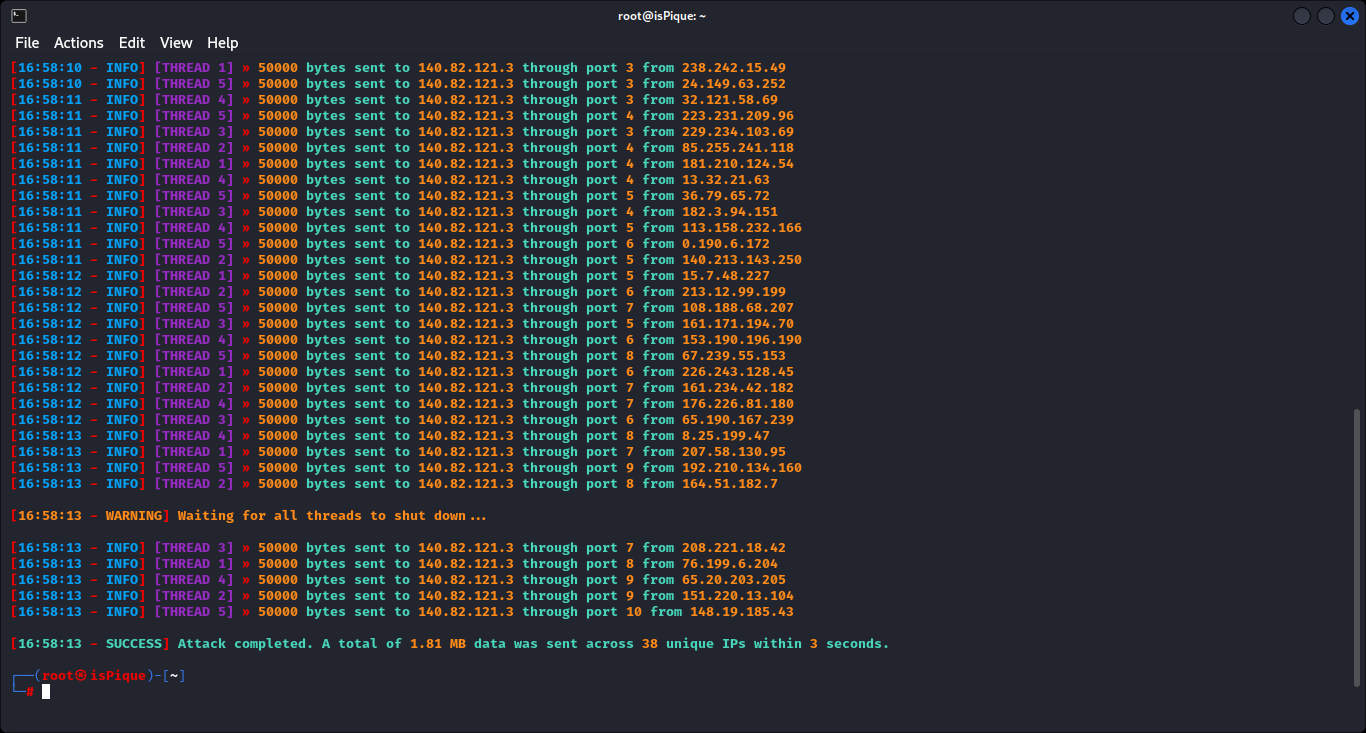 root@isPique: ~
File Actions Edit View Help
[16:58:10 - INFO] [THREAD 1] » 50000 bytes sent to 140.82.121.3 through port 3 from 238.242.15.49
[16:58:10 - INFO] [THREAD 5] » 50000 bytes sent to 140.82.121.3 through port 3 from 24.149.63.252
[16:58:11 - INFO] [THREAD 4] » 50000 bytes sent to 140.82.121.3 through port 3 from 32.121.58.69
[16:58:11 - INFO] [THREAD 5] » 50000 bytes sent to 140.82.121.3 through port 4 from 223.231.209.96
[16:58:11 - INFO] [THREAD 3] » 50000 bytes sent to 140.82.121.3 through port 3 from 229.234.103.69
[16:58:11 - INFO] [THREAD 2] » 50000 bytes sent to 140.82.121.3 through port 4 from 85.255.241.118
[16:58:11 - INFO] [THREAD 1] » 50000 bytes sent to 140.82.121.3 through port 4 from 181.210.124.54
[16:58:11 - INFO] [THREAD 4] » 50000 bytes sent to 140.82.121.3 through port 4 from 13.32.21.63
[16:58:11 - INFO] [THREAD 5] » 50000 bytes sent to 140.82.121.3 through port 5 from 36.79.65.72
[16:58:11 - INFO] [THREAD 3] » 50000 bytes sent to 140.82.121.3 through port 4 from 182.3.94.151
[16:58:11 - INFO] [THREAD 4] » 50000 bytes sent to 140.82.121.3 through port 5 from 113.158.232.166
[16:58:11 - INFO] [THREAD 5] » 50000 bytes sent to 140.82.121.3 through port 6 from 0.190.6.172
[16:58:11 - INFO] [THREAD 2] » 50000 bytes sent to 140.82.121.3 through port 5 from 140.213.143.250
[16:58:12 - INFO] [THREAD 1] » 50000 bytes sent to 140.82.121.3 through port 5 from 15.7.48.227
[16:58:12 - INFO] [THREAD 2] » 50000 bytes sent to 140.82.121.3 through port 6 from 213.12.99.199
[16:58:12 - INFO] [THREAD 5] » 50000 bytes sent to 140.82.121.3 through port 7 from 108.188.68.207
[16:58:12 - INFO] [THREAD 3] » 50000 bytes sent to 140.82.121.3 through port 5 from 161.171.194.70
[16:58:12 - INFO] [THREAD 4] » 50000 bytes sent to 140.82.121.3 through port 6 from 153.190.196.190
[16:58:12 - INFO] [THREAD 5] » 50000 bytes sent to 140.82.121.3 through port 8 from 67.239.55.153
[16:58:12 - INFO] [THREAD 1] » 50000 bytes sent to 140.82.121.3 through port 6 from 226.243.128.45
[16:58:12 - INFO] [THREAD 2] » 50000 bytes sent to 140.82.121.3 through port 7 from 161.234.42.182
[16:58:12 - INFO] [THREAD 4] » 50000 bytes sent to 140.82.121.3 through port 7 from 176.226.81.180
[16:58:12 - INFO] [THREAD 3] » 50000 bytes sent to 140.82.121.3 through port 6 from 65.190.167.239
[16:58:13 - INFO] [THREAD 4] » 50000 bytes sent to 140.82.121.3 through port 8 from 8.25.199.47
[16:58:13 - INFO] [THREAD 1] » 50000 bytes sent to 140.82.121.3 through port 7 from 207.58.130.95
[16:58:13 - INFO] [THREAD 5] » 50000 bytes sent to 140.82.121.3 through port 9 from 192.210.134.160
[16:58:13 - INFO] [THREAD 2] » 50000 bytes sent to 140.82.121.3 through port 8 from 164.51.182.7
[16:58:13 - WARNING] Waiting for all threads to shut down...
[16:58:13 - INFO] [THREAD 3] » 50000 bytes sent to 140.82.121.3 through port 7 from 208.221.18.42
[16:58:13 - INFO] [THREAD 1] » 50000 bytes sent to 140.82.121.3 through port 8 from 76.199.6.204
[16:58:13 - INFO] [THREAD 4] » 50000 bytes sent to 140.82.121.3 through port 9 from 65.20.203.205
[16:58:13 - INFO] [THREAD 2] » 50000 bytes sent to 140.82.121.3 through port 9 from 151.220.13.104
[16:58:13 - INFO] [THREAD 5] » 50000 bytes sent to 140.82.121.3 through port 10 from 148.19.185.43
[16:58:13 - SUCCESS] Attack completed. A total of 1.81 MB data was sent across 38 unique IPs within 3 seconds.
┌──(root㉿isPique)-[~]
└─#